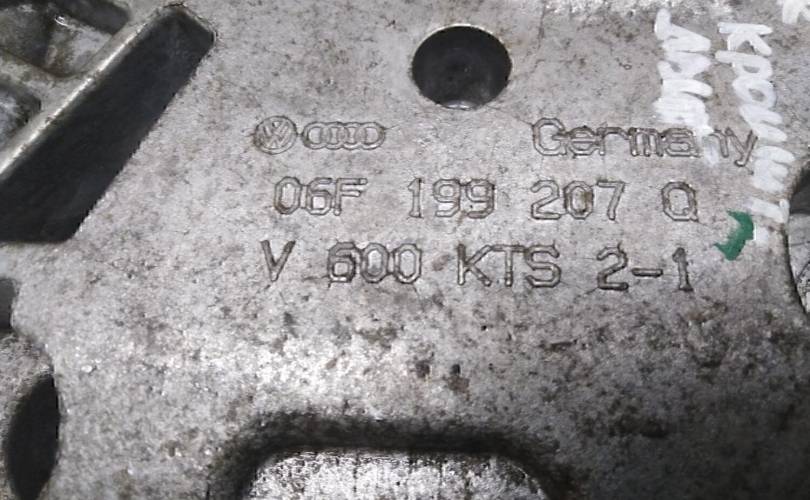 Germany
06F 199 207 Q
V 600 KTS 2-1